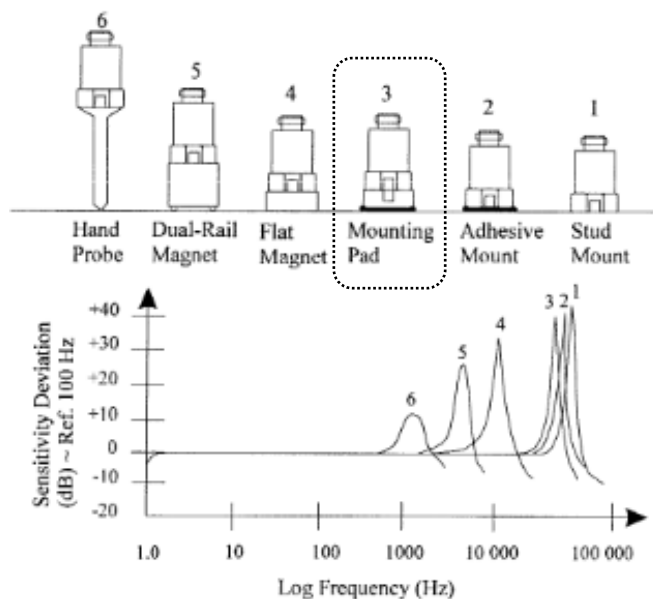 6
5
4
3
2
1
Hand Probe
Dual-Rail Magnet
Flat Magnet
Mounting Pad
Adhesive Mount
Stud Mount
Sensitivity Deviation
(dB) ~ Ref. 100 Hz
+40
+30
+20
+10
0
-10
-20
6
5
4
3
2
1
1.0
10
100
1000
10 000
100 000
Log Frequency (Hz)